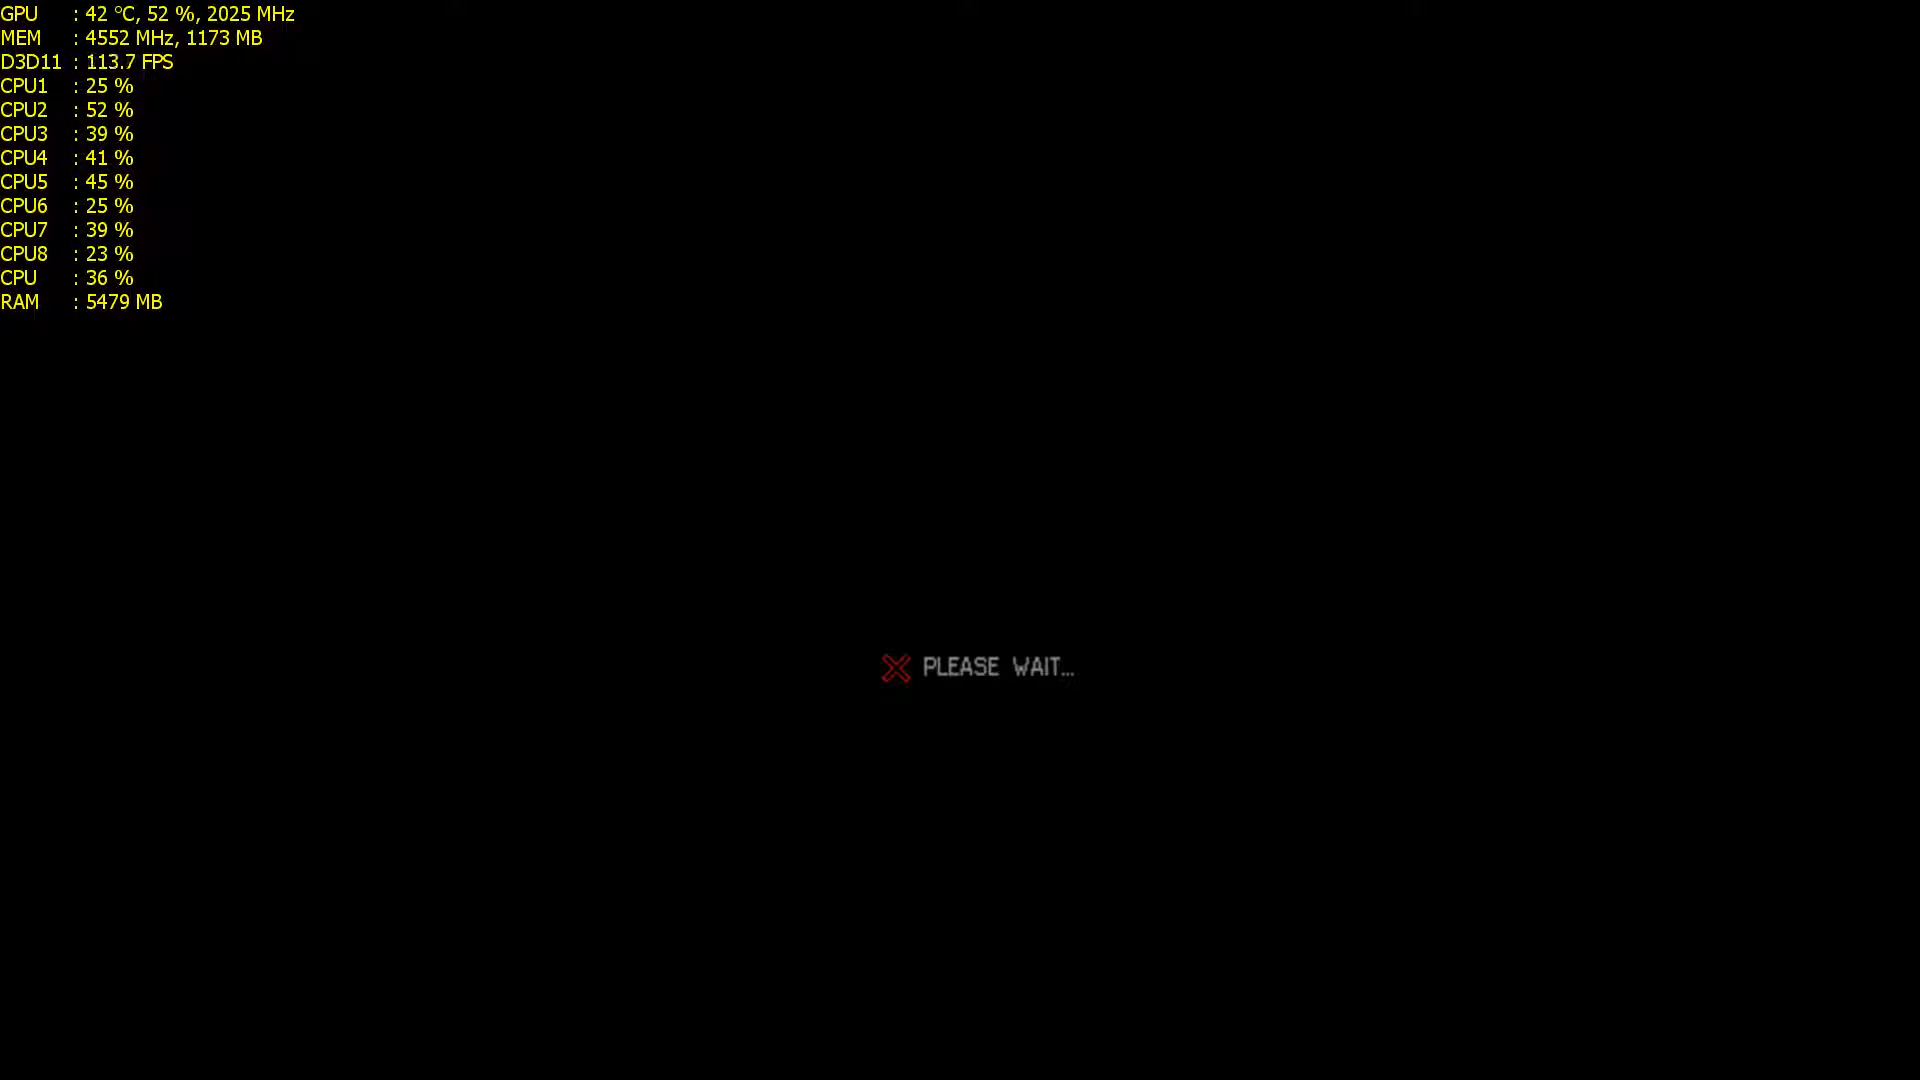 GPU : 42 °C, 52 %, 2025 MHz
MEM : 4552 MHz, 1173 MB
D3D11 : 113.7 FPS
CPU1 : 25 %
CPU2 : 52 %
CPU3 : 39 %
CPU4 : 41 %
CPU5 : 45 %
CPU6 : 25 %
CPU7 : 39 %
CPU8 : 23 %
CPU : 36 %
RAM : 5479 MB
PLEASE WAIT...